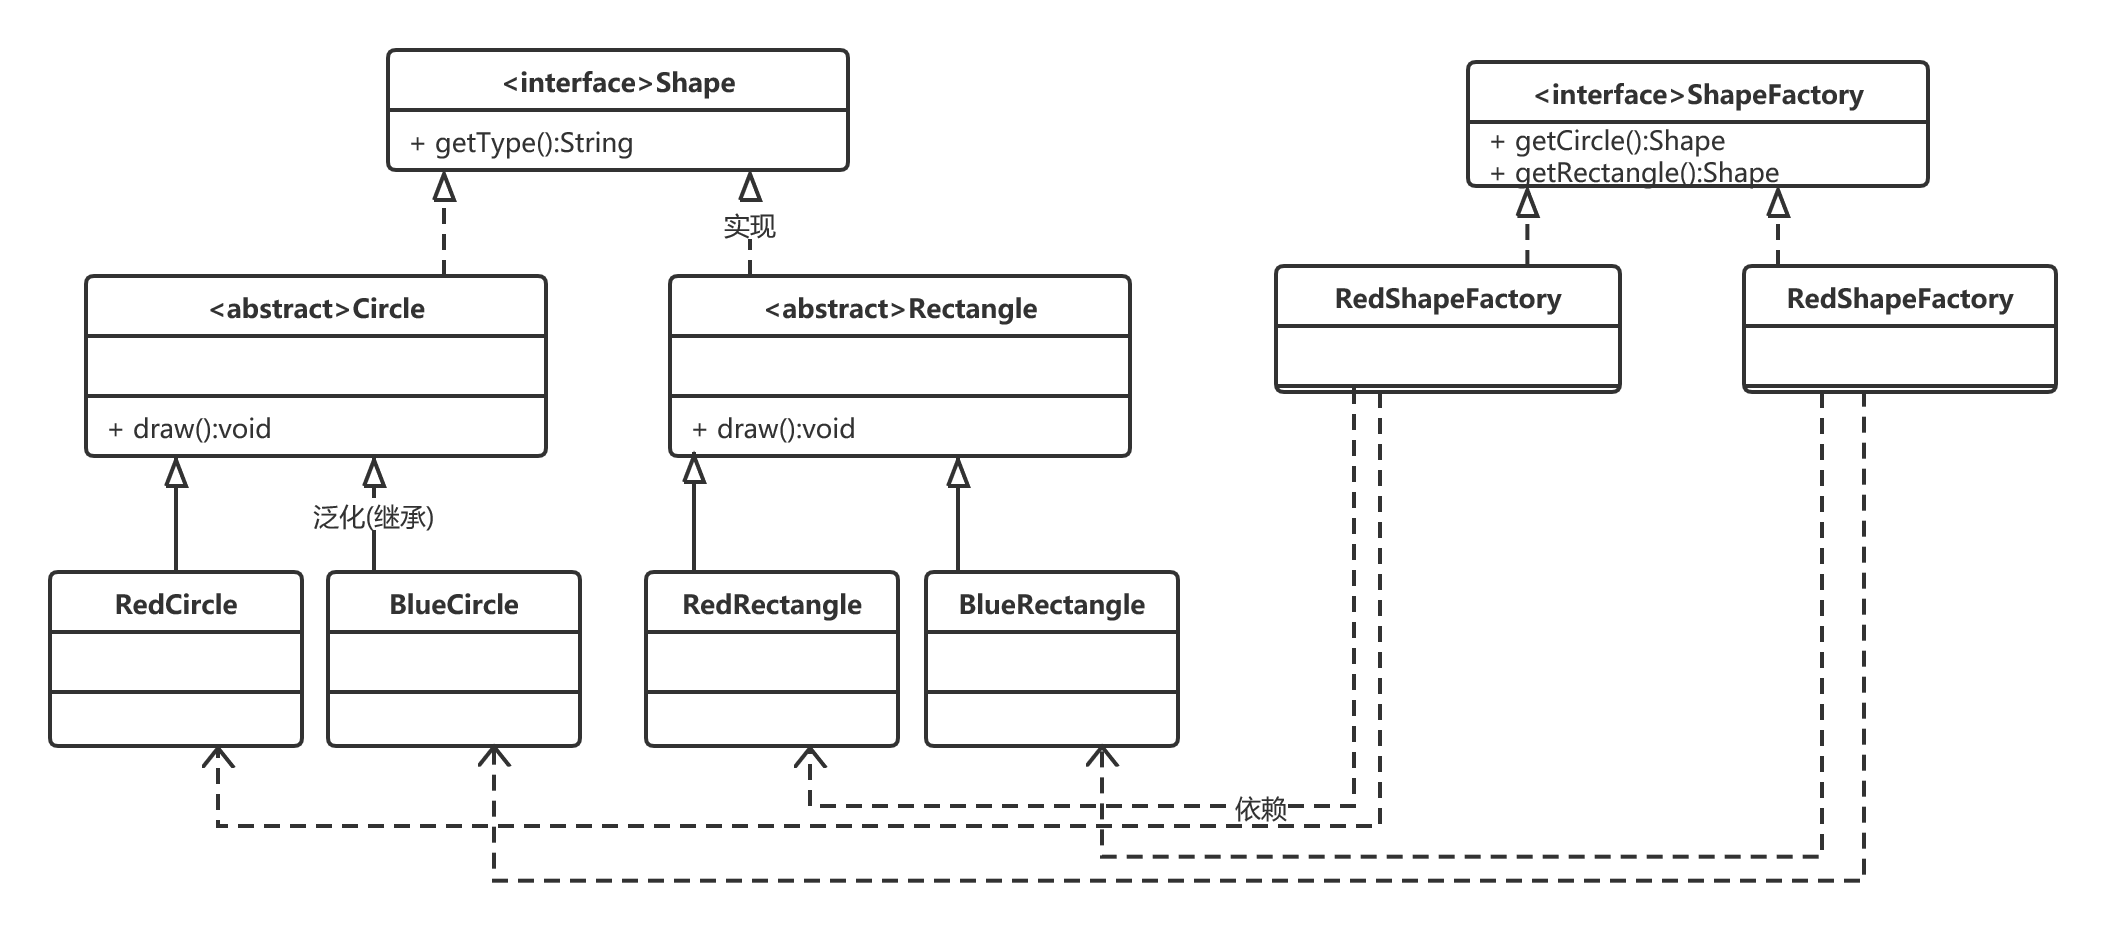 <interface>Shape
+ getType():String
<interface>ShapeFactory
+ getCircle():Shape
+ getRectangle():Shape
实现
<abstract>Circle
+ draw():void
<abstract>Rectangle
+ draw():void
RedShapeFactory
RedShapeFactory
泛化(继承)
RedCircle
BlueCircle
RedRectangle
BlueRectangle
依赖